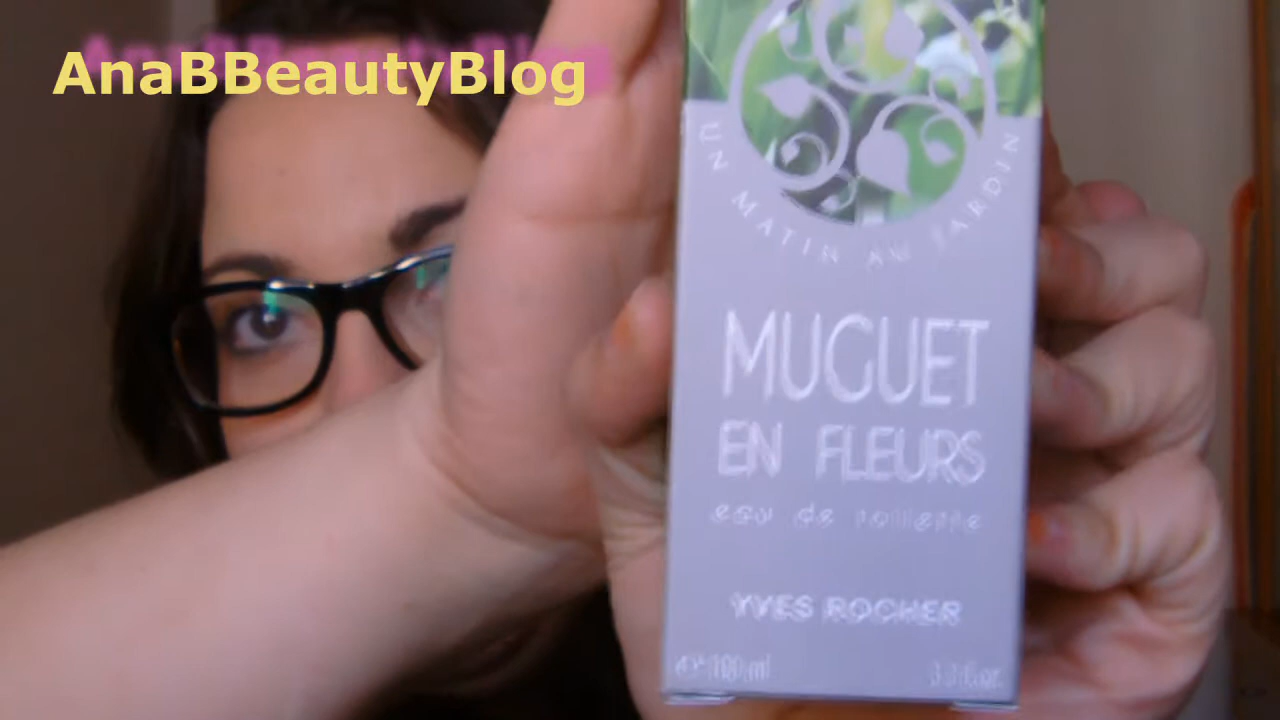 AnaBBeautyBlog
UN MATIN AU JARDIN
MUGUET
EN FLEURS
eau de toilette
YVES ROCHER
100 ml